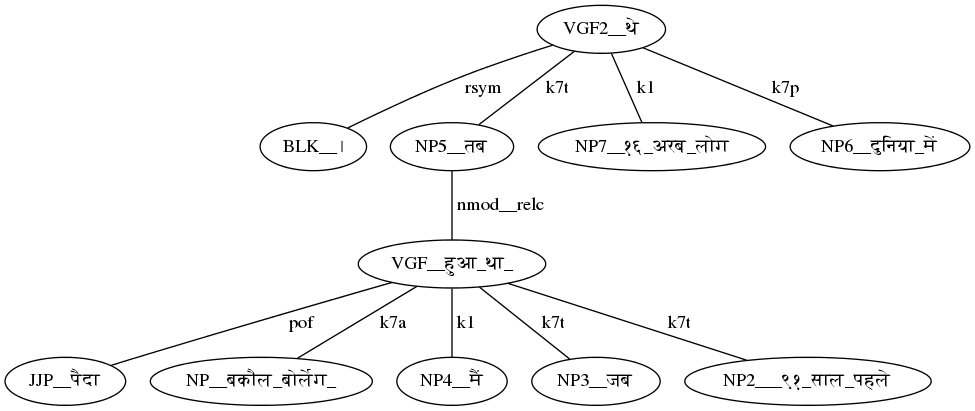 VGF2__थे
rsym k7t k1 k7p
BLK__। NP5__तब NP7__१६_अरब_लोग NP6__दुनिया_में
nmod__relc
VGF__हुआ_था_
pof k7a k1 k7t k7t
JJP__पैदा NP__बकौल_बोर्लेग_ NP4__मैं NP3__जब NP2___९१_साल_पहले